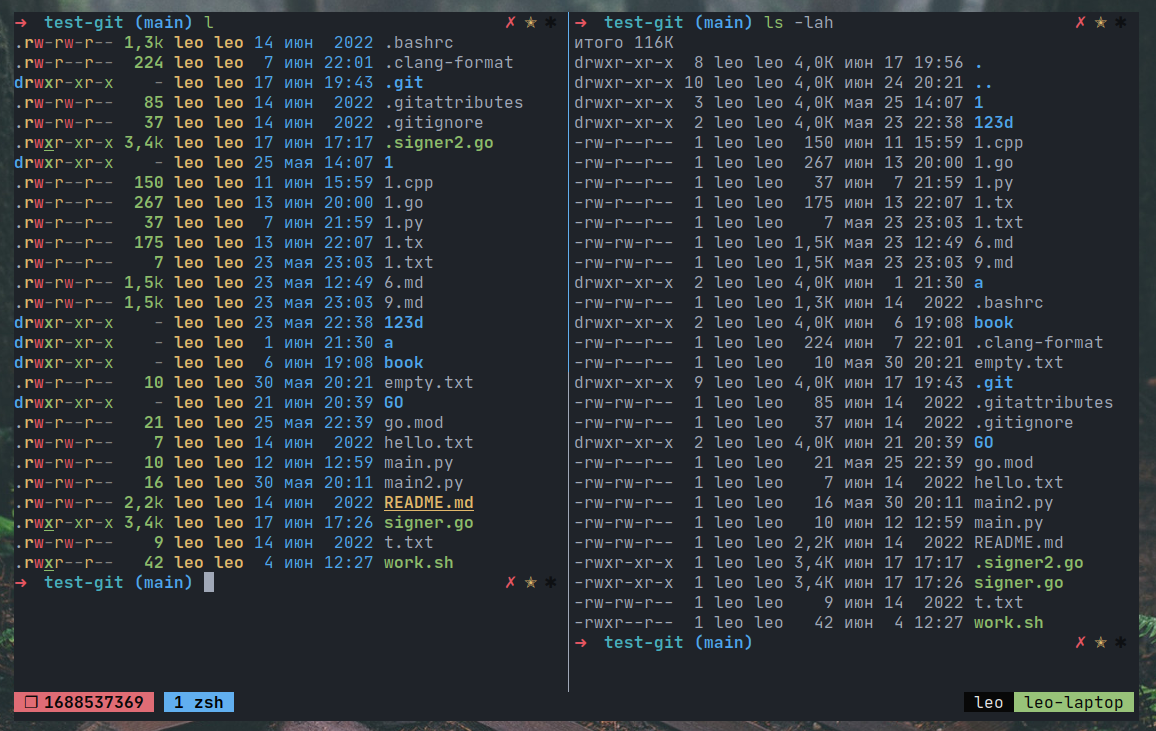 ➜  test-git (main) l ✗ ✭ ✱
.rw-rw-r-- 1,3k leo leo 14 июн  2022 .bashrc
.rw-r--r--  224 leo leo  7 июн 22:01 .clang-format
drwxr-xr-x    - leo leo 17 июн 19:43 .git
.rw-rw-r--   85 leo leo 14 июн  2022 .gitattributes
.rw-rw-r--   37 leo leo 14 июн  2022 .gitignore
.rwxr-xr-x 3,4k leo leo 17 июн 17:17 .signer2.go
drwxr-xr-x    - leo leo 25 мая 14:07 1
.rw-r--r--  150 leo leo 11 июн 15:59 1.cpp
.rw-r--r--  267 leo leo 13 июн 20:00 1.go
.rw-r--r--   37 leo leo  7 июн 21:59 1.py
.rw-r--r--  175 leo leo 13 июн 22:07 1.tx
.rw-r--r--    7 leo leo 23 мая 23:03 1.txt
.rw-rw-r-- 1,5k leo leo 23 мая 12:49 6.md
.rw-rw-r-- 1,5k leo leo 23 мая 23:03 9.md
drwxr-xr-x    - leo leo 23 мая 22:38 123d
drwxr-xr-x    - leo leo  1 июн 21:30 a
drwxr-xr-x    - leo leo  6 июн 19:08 book
.rw-rw-r--   10 leo leo 30 мая 20:21 empty.txt
drwxr-xr-x    - leo leo 21 июн 20:39 GO
.rw-r--r--   21 leo leo 25 мая 22:39 go.mod
.rw-rw-r--    7 leo leo 14 июн  2022 hello.txt
.rw-r--r--   10 leo leo 12 июн 12:59 main.py
.rw-rw-r--   16 leo leo 30 мая 20:11 main2.py
.rw-rw-r-- 2,2k leo leo 14 июн  2022 README.md
.rwxr-xr-x 3,4k leo leo 17 июн 17:26 signer.go
.rw-rw-r--    9 leo leo 14 июн  2022 t.txt
.rwxr--r--   42 leo leo  4 июн 12:27 work.sh
➜  test-git (main) ✗ ✭ ✱
➜  test-git (main) ls -lah ✗ ✭ ✱
итого 116K
drwxr-xr-x  8 leo leo 4,0K июн 17 19:56 .
drwxr-xr-x 10 leo leo 4,0K июн 24 20:21 ..
drwxr-xr-x  3 leo leo 4,0K мая 25 14:07 1
drwxr-xr-x  2 leo leo 4,0K мая 23 22:38 123d
-rw-r--r--  1 leo leo  150 июн 11 15:59 1.cpp
-rw-r--r--  1 leo leo  267 июн 13 20:00 1.go
-rw-r--r--  1 leo leo   37 июн  7 21:59 1.py
-rw-r--r--  1 leo leo  175 июн 13 22:07 1.tx
-rw-r--r--  1 leo leo    7 мая 23 23:03 1.txt
-rw-rw-r--  1 leo leo 1,5K мая 23 12:49 6.md
-rw-rw-r--  1 leo leo 1,5K мая 23 23:03 9.md
drwxr-xr-x  2 leo leo 4,0K июн  1 21:30 a
-rw-rw-r--  1 leo leo 1,3K июн 14  2022 .bashrc
drwxr-xr-x  2 leo leo 4,0K июн  6 19:08 book
-rw-r--r--  1 leo leo  224 июн  7 22:01 .clang-format
-rw-rw-r--  1 leo leo   10 мая 30 20:21 empty.txt
drwxr-xr-x  9 leo leo 4,0K июн 17 19:43 .git
-rw-rw-r--  1 leo leo   85 июн 14  2022 .gitattributes
-rw-rw-r--  1 leo leo   37 июн 14  2022 .gitignore
drwxr-xr-x  2 leo leo 4,0K июн 21 20:39 GO
-rw-r--r--  1 leo leo   21 мая 25 22:39 go.mod
-rw-rw-r--  1 leo leo    7 июн 14  2022 hello.txt
-rw-rw-r--  1 leo leo   16 мая 30 20:11 main2.py
-rw-r--r--  1 leo leo   10 июн 12 12:59 main.py
-rw-rw-r--  1 leo leo 2,2K июн 14  2022 README.md
-rwxr-xr-x  1 leo leo 3,4K июн 17 17:17 .signer2.go
-rwxr-xr-x  1 leo leo 3,4K июн 17 17:26 signer.go
-rw-rw-r--  1 leo leo    9 июн 14  2022 t.txt
-rwxr--r--  1 leo leo   42 июн  4 12:27 work.sh
➜  test-git (main) ✗ ✭ ✱
❐ 1688537369 1 zsh leo leo-laptop